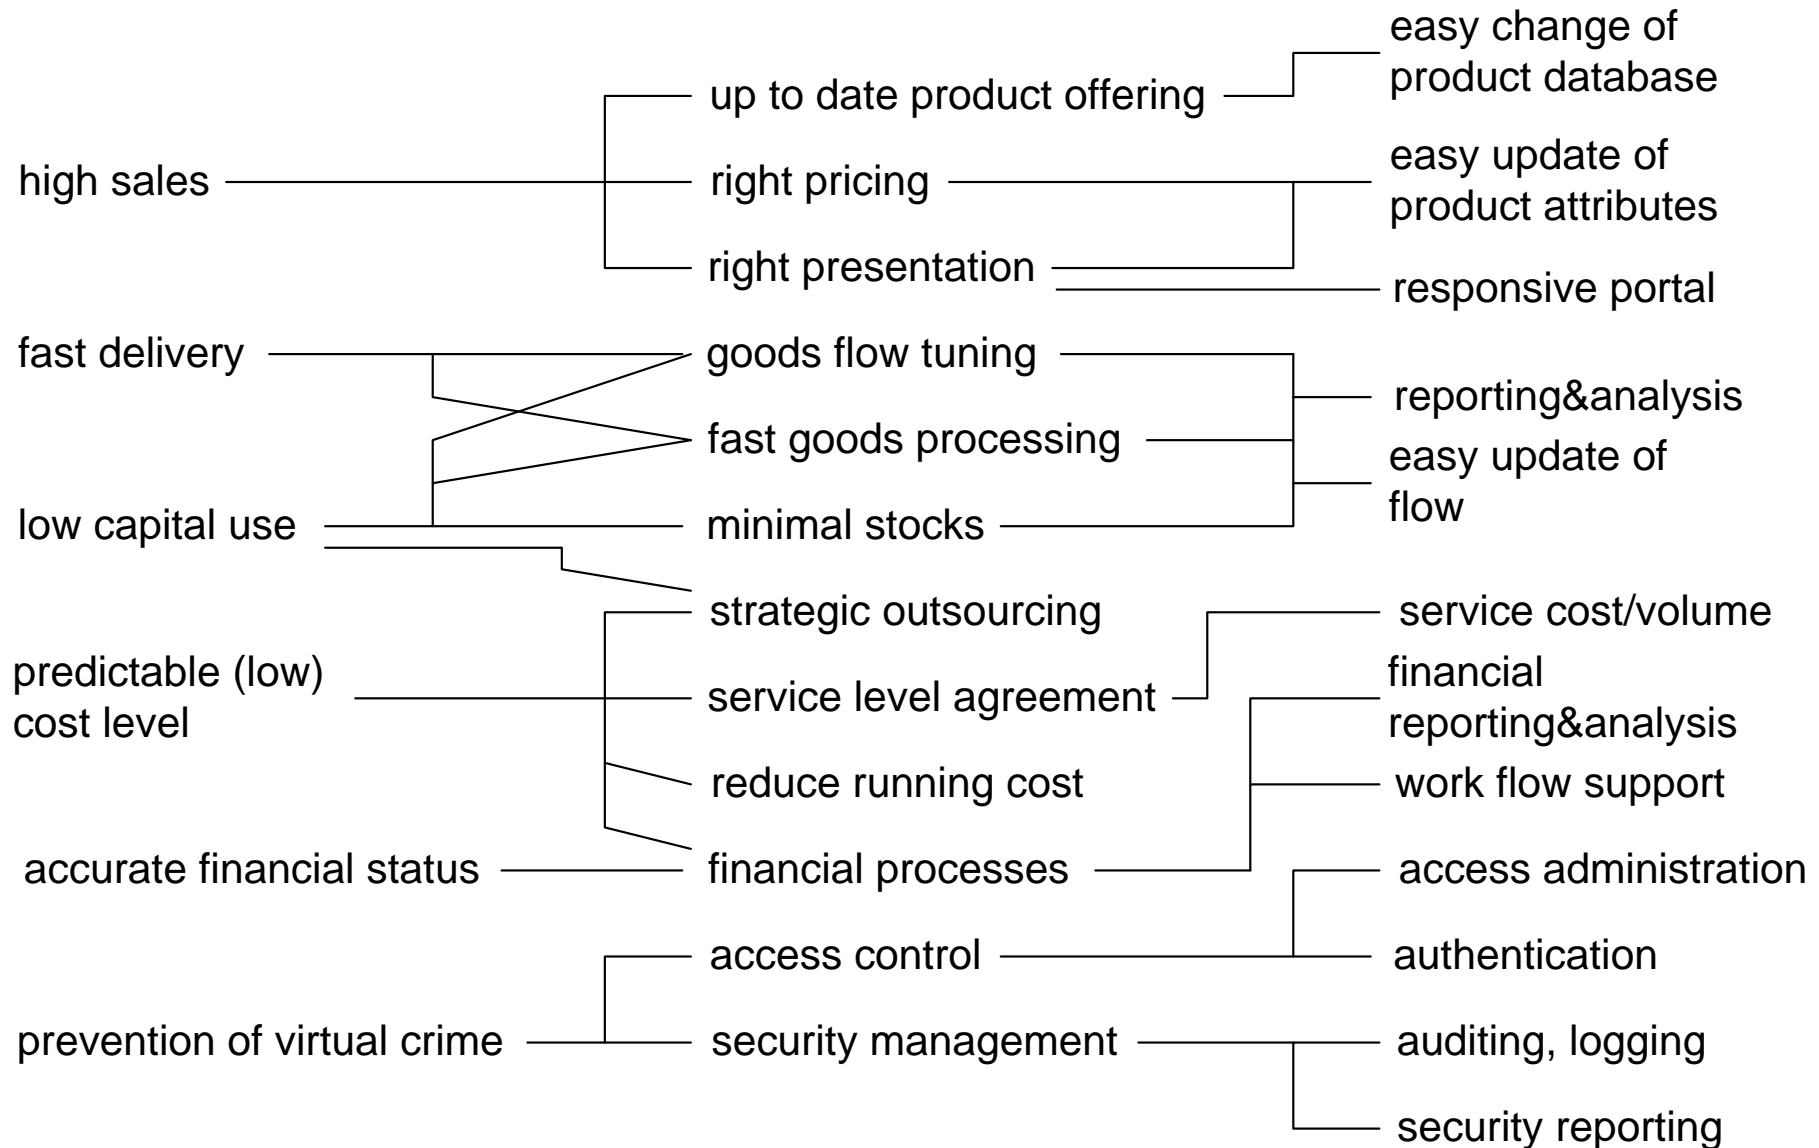 easy change of
product database
up to date product offering
easy update of
product attributes
high sales
right pricing
right presentation
responsive portal
fast delivery
goods flow tuning
reporting&analysis
fast goods processing
easy update of
flow
low capital use
minimal stocks
strategic outsourcing
service cost/volume
predictable (low)
cost level
service level agreement
financial
reporting&analysis
reduce running cost
work flow support
accurate financial status
financial processes
access administration
access control
authentication
prevention of virtual crime
security management
auditing, logging
security reporting